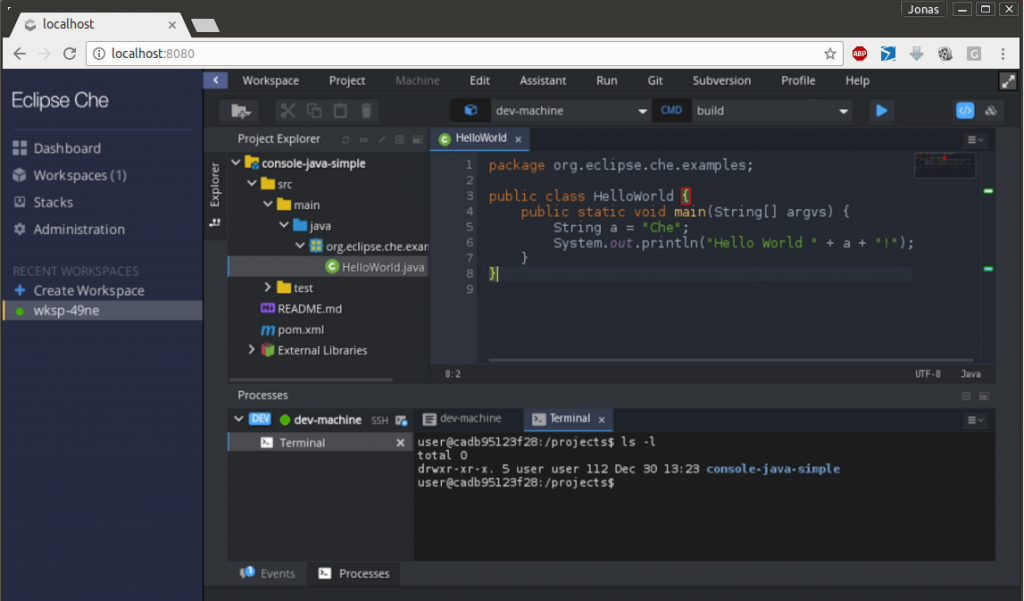 Jonas
localhost
localhost:8080
ABP
G
Eclipse Che
Dashboard
Workspaces (1)
Stacks
Administration
RECENT WORKSPACES
Create Workspace
wksp-49ne
Workspace Project Machine Edit Assistant Run Git Subversion Profile Help
dev-machine CMD build
Explorer
Project Explorer
console-java-simple
src
main
java
org.eclipse.che.exam
HelloWorld.java
test
README.md
pom.xml
External Libraries
HelloWorld
1 package org.eclipse.che.examples;
2
3 public class HelloWorld {
4 public static void main(String[] argvs) {
5 String a = "Che";
6 System.out.println("Hello World " + a + "!");
7 }
8 }
9
8:2 UTF-8 Java
Processes
DEV dev-machine SSH
Terminal
dev-machine Terminal
user@cadb95123f28:/projects$ ls -l
total 0
drwxr-xr-x. 5 user user 112 Dec 30 13:23 console-java-simple
user@cadb95123f28:/projects$
1 Events Processes